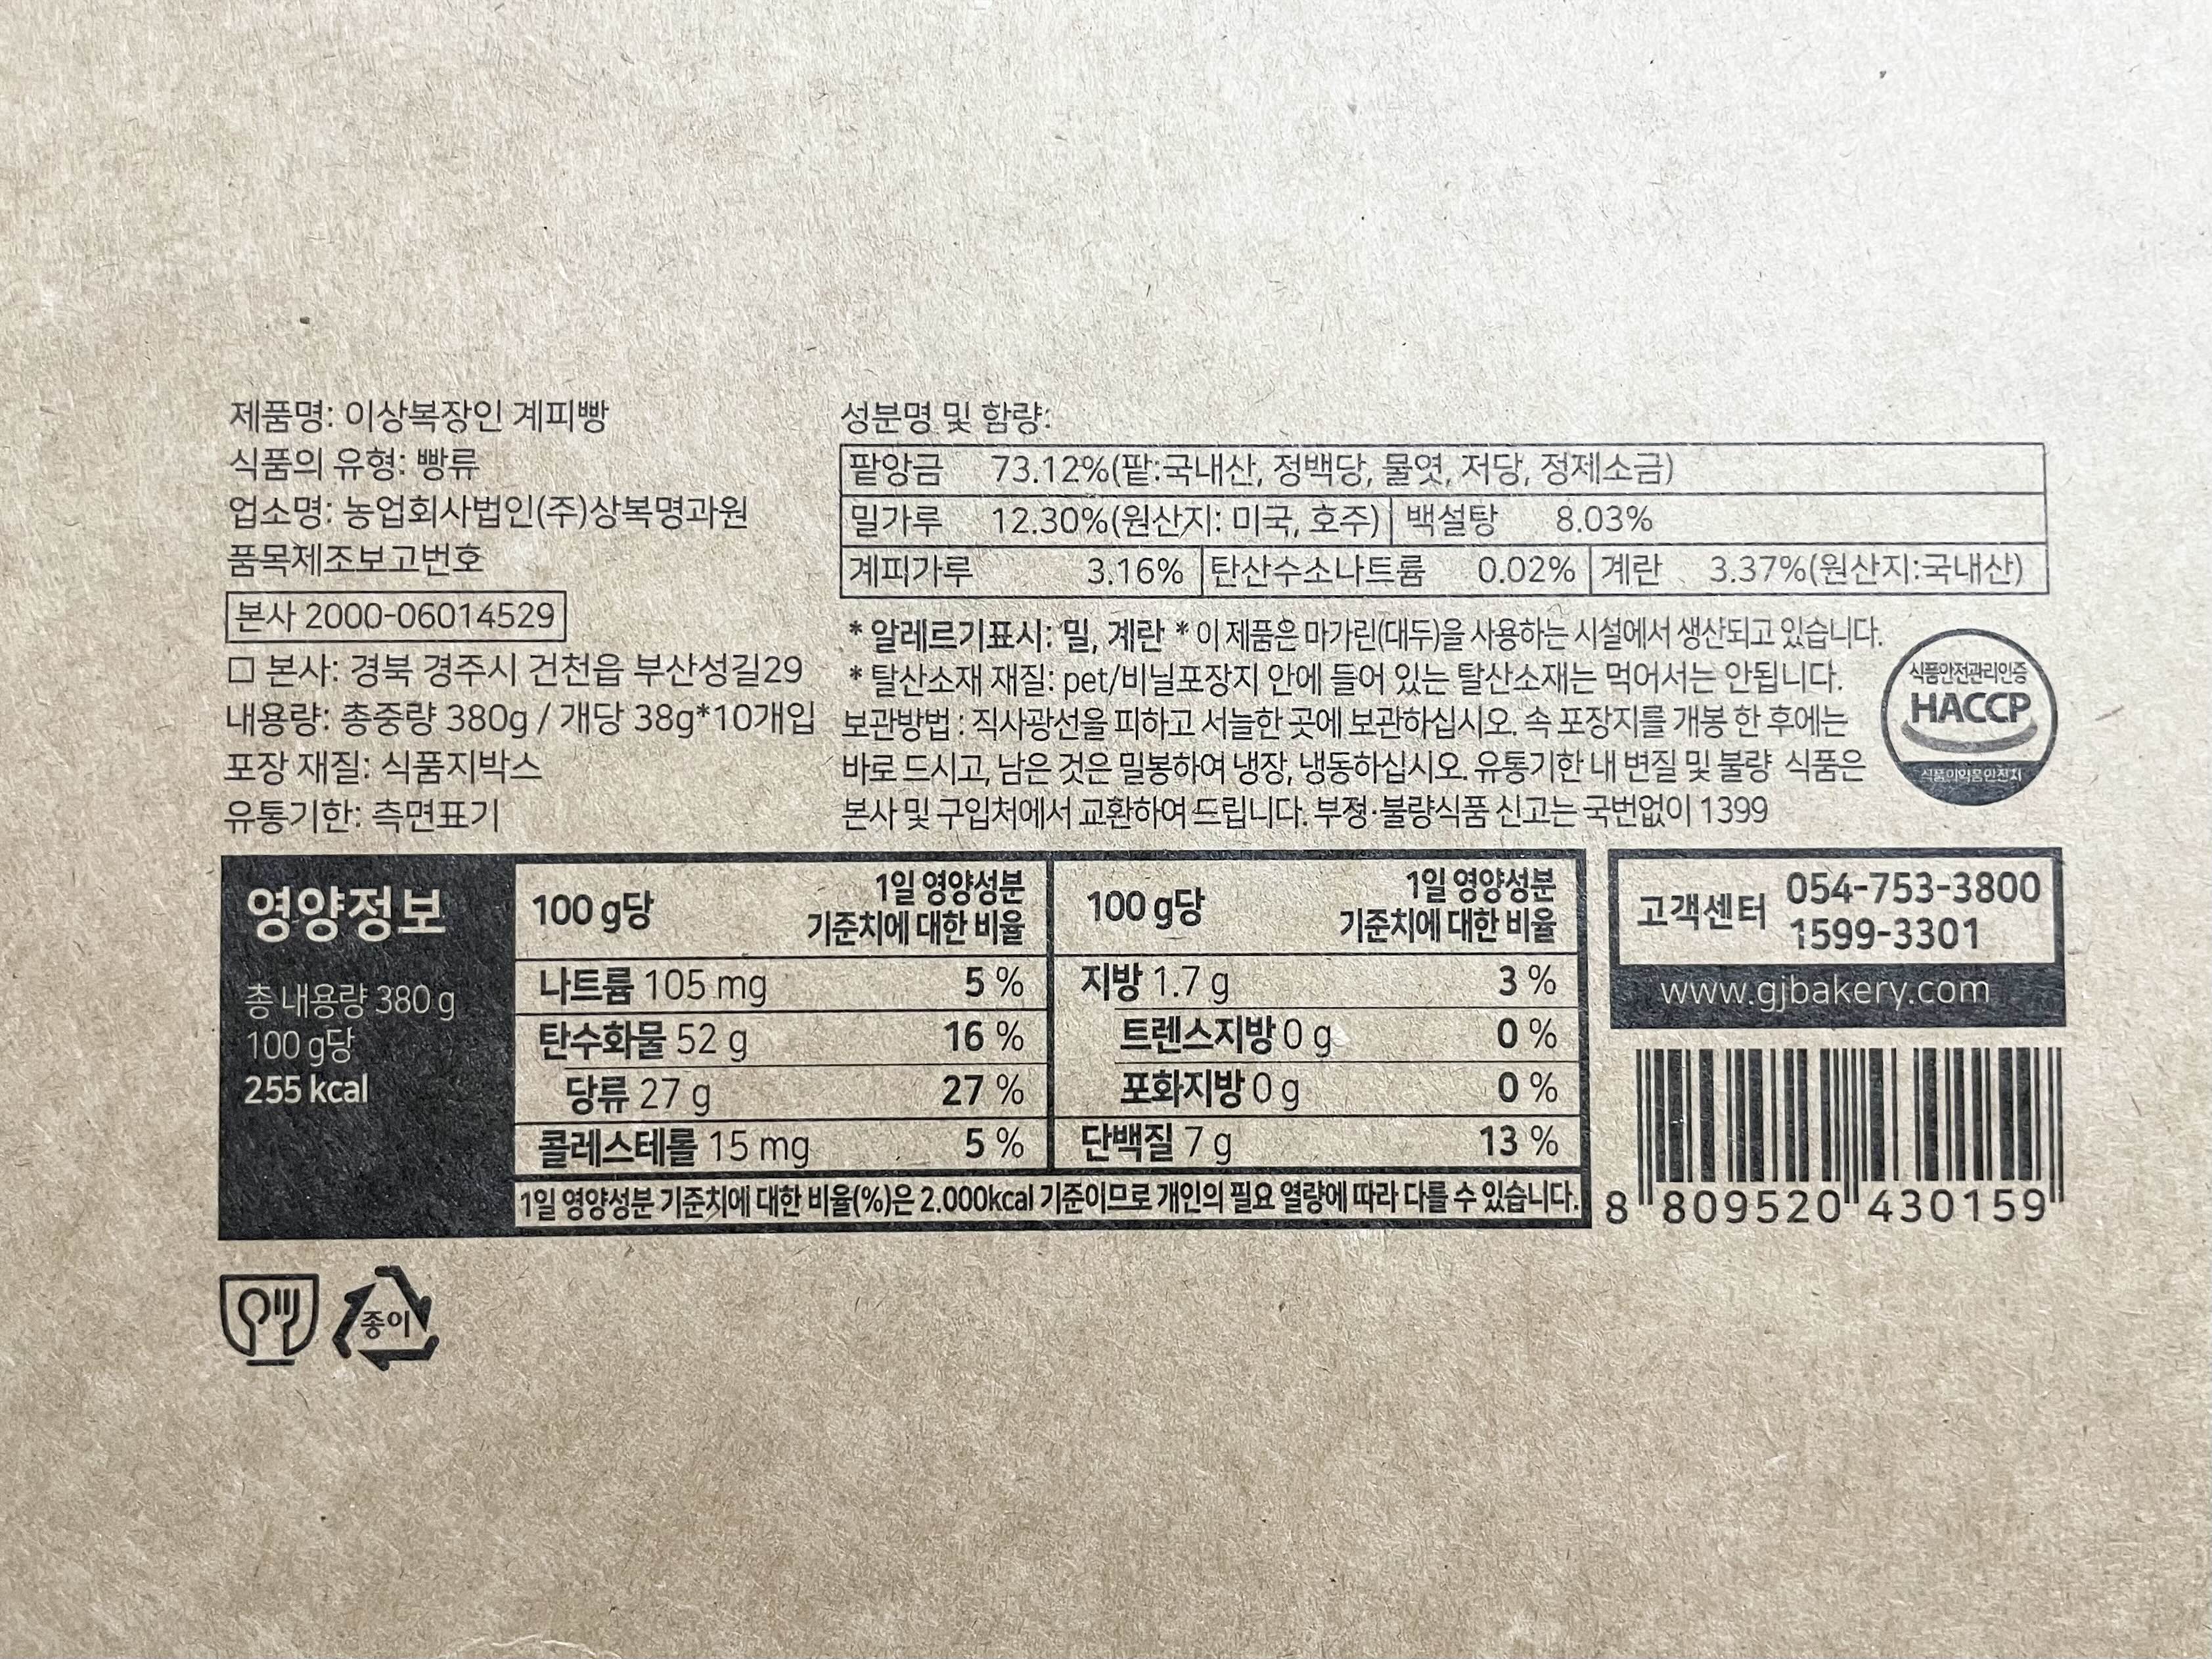 제품명: 이상복장인 계피빵
식품의 유형: 빵류
업소명: 농업회사법인(주)상복명과원
품목제조보고번호
본사 2000-06014529
□ 본사: 경북 경주시 건천읍 부산성길29
내용량: 총중량 380g / 개당 38g*10개입
포장 재질: 식품지박스
유통기한: 측면표기
성분명 및 함량:
팥앙금 73.12%(팥:국내산, 정백당, 물엿, 저당, 정제소금)
밀가루 12.30%(원산지: 미국, 호주) 백설탕 8.03%
계피가루 3.16% 탄산수소나트륨 0.02% 계란 3.37%(원산지:국내산)
* 알레르기표시: 밀, 계란 * 이 제품은 마가린(대두)을 사용하는 시설에서 생산되고 있습니다.
* 탈산소재 재질: pet/비닐포장지 안에 들어 있는 탈산소재는 먹어서는 안됩니다.
보관방법 : 직사광선을 피하고 서늘한 곳에 보관하십시오. 속 포장지를 개봉 한 후에는
바로 드시고, 남은 것은 밀봉하여 냉장, 냉동하십시오. 유통기한 내 변질 및 불량 식품은
본사 및 구입처에서 교환하여 드립니다. 부정·불량식품 신고는 국번없이 1399
식품안전관리인증
HACCP
식품의약품안전처
영양정보
총 내용량 380 g
100 g당
255 kcal
100 g당 1일 영양성분
기준치에 대한 비율
나트륨 105 mg 5 %
탄수화물 52 g 16 %
당류 27 g 27 %
콜레스테롤 15 mg 5 %
100 g당 1일 영양성분
기준치에 대한 비율
지방 1.7 g 3 %
트렌스지방 0 g 0 %
포화지방 0 g 0 %
단백질 7 g 13 %
1일 영양성분 기준치에 대한 비율(%)은 2.000kcal 기준이므로 개인의 필요 열량에 따라 다를 수 있습니다.
고객센터 054-753-3800
1599-3301
www.gjbakery.com
8 809520 430159
종이